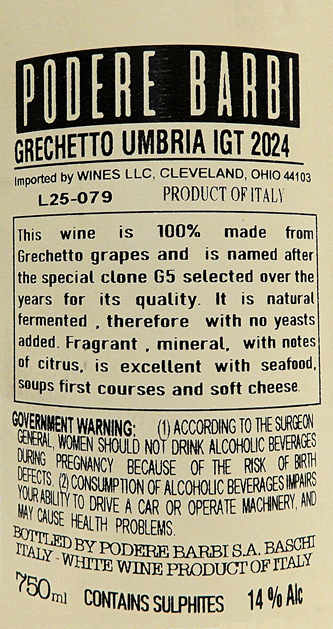 PODERE BARBI
GRECHETTO UMBRIA IGT 2024
Imported by WINES LLC, CLEVELAND, OHIO 44103
L25-079 PRODUCT OF ITALY
This wine is 100% made from
Grechetto grapes and is named after
the special clone G5 selected over the
years for its quality. It is natural
fermented , therefore with no yeasts
added. Fragrant , mineral, with notes
of citrus, is excellent with seafood,
soups first courses and soft cheese.
GOVERNMENT WARNING: (1) ACCORDING TO THE SURGEON
GENERAL, WOMEN SHOULD NOT DRINK ALCOHOLIC BEVERAGES
DURING PREGNANCY BECAUSE OF THE RISK OF BIRTH
DEFECTS. (2) CONSUMPTION OF ALCOHOLIC BEVERAGES IMPAIRS
YOUR ABILITY TO DRIVE A CAR OR OPERATE MACHINERY, AND
MAY CAUSE HEALTH PROBLEMS.
BOTTLED BY PODERE BARBI S.A. BASCHI
ITALY - WHITE WINE PRODUCT OF ITALY
750ml CONTAINS SULPHITES 14 % Alc